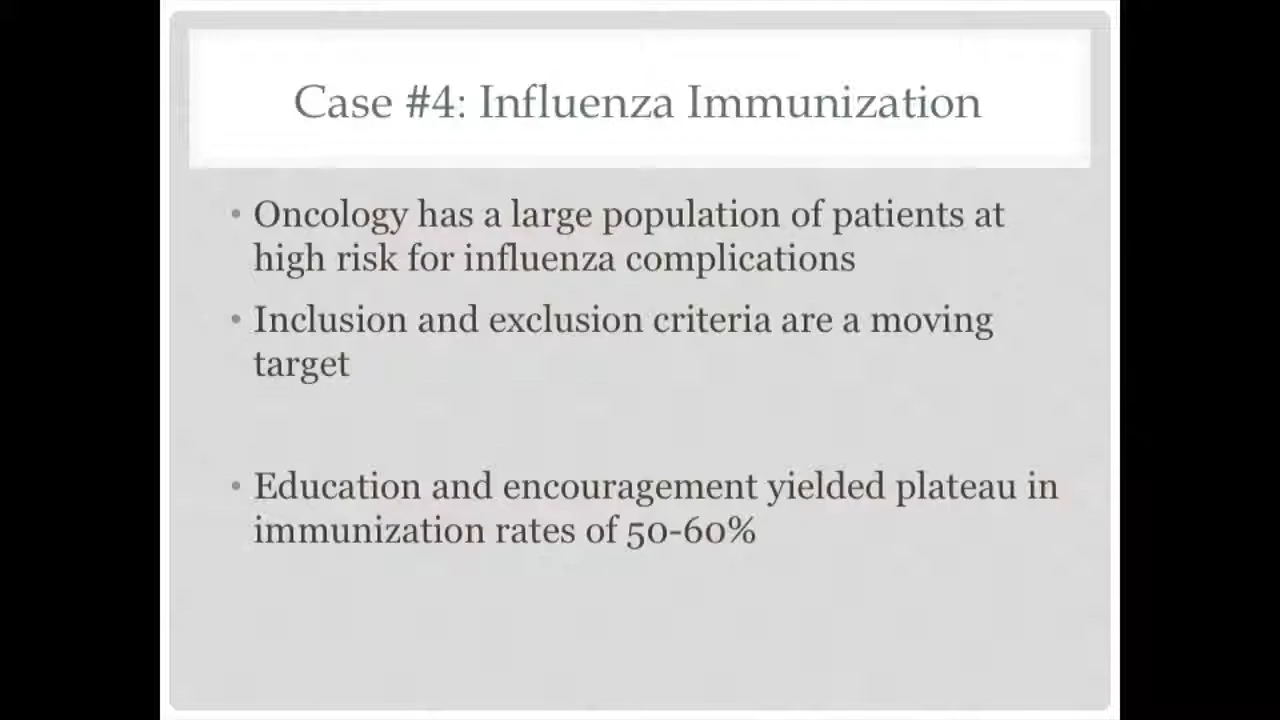 Case #4: Influenza Immunization
• Oncology has a large population of patients at
high risk for influenza complications
• Inclusion and exclusion criteria are a moving
target
• Education and encouragement yielded plateau in
immunization rates of 50-60%